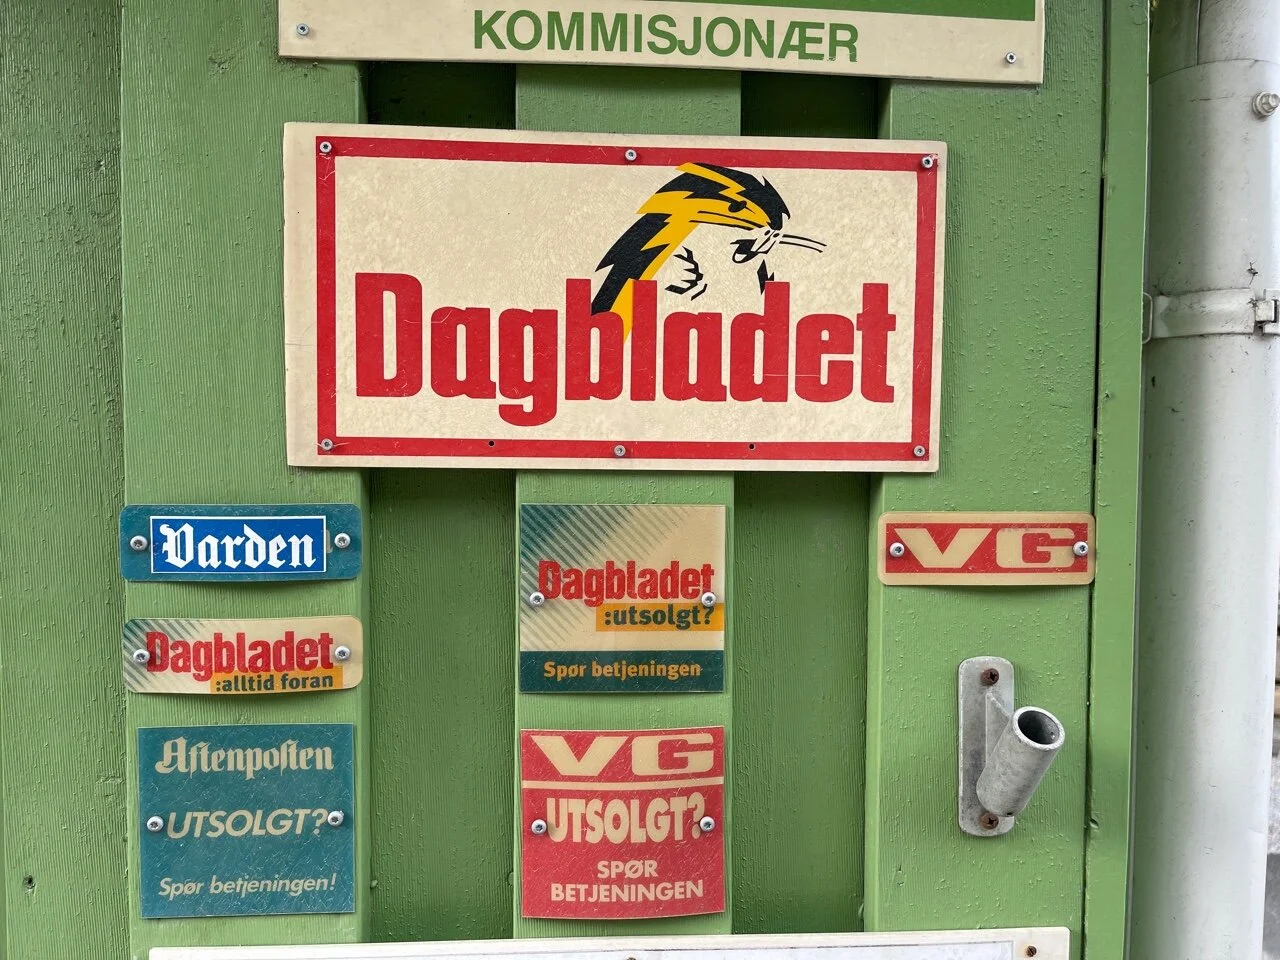 KOMMISJONÆR
Dagbladet
Varden
Dagbladet
:alltid foran
Aftenposten
UTSOLGT?
Spør betjeningen!
Dagbladet
:utsolgt?
Spør betjeningen
VG
UTSOLGT?
SPØR
BETJENINGEN
VG